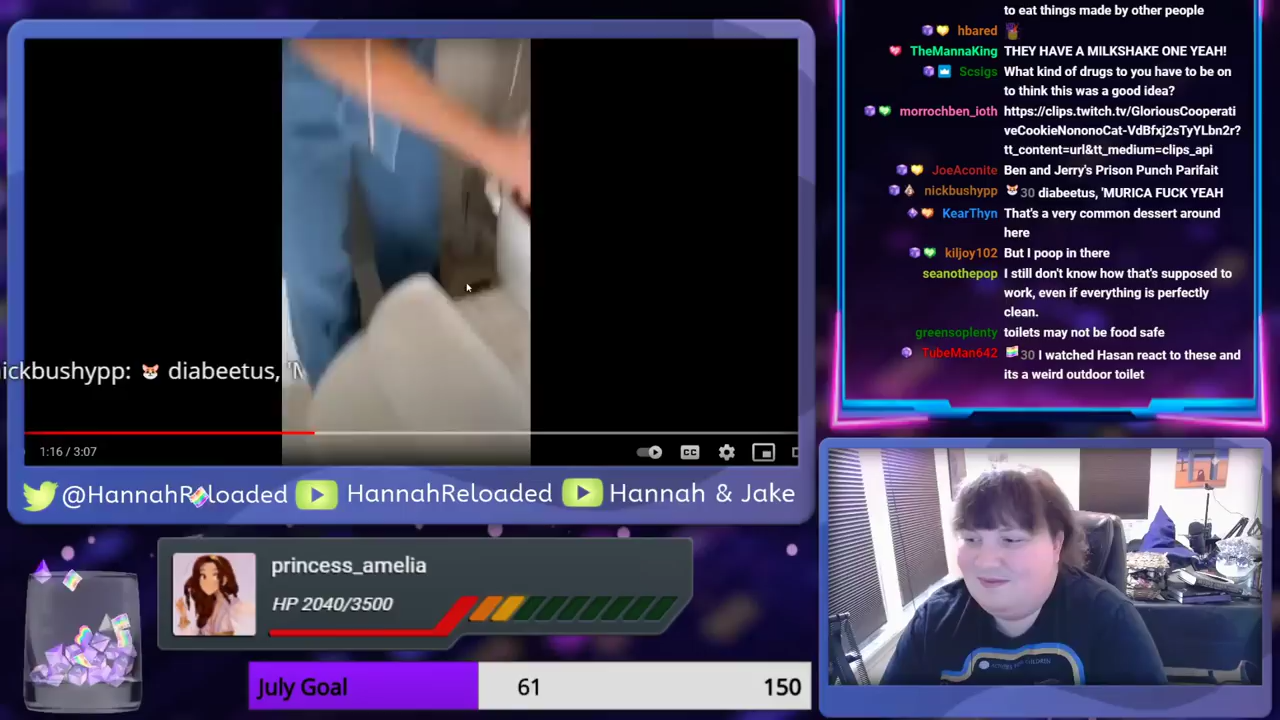 nickbushypp: diabeetus,
1:16 / 3:07
CC
@HannahReloaded
HannahReloaded
Hannah & Jake
princess_amelia
HP 2040/3500
July Goal 61 150
to eat things made by other people
hbared
TheMannaKing THEY HAVE A MILKSHAKE ONE YEAH!
Scsigs What kind of drugs to you have to be on
to think this was a good idea?
morrochben_ioth https://clips.twitch.tv/GloriousCooperati
veCookieNononoCat-VdBfxj2sTyYLbn2r?
tt_content=url&tt_medium=clips_api
JoeAconite Ben and Jerry's Prison Punch Parifait
nickbushypp 30 diabeetus, 'MURICA FUCK YEAH
KearThyn That's a very common dessert around
here
kiljoy102 But I poop in there
seanothepop I still don't know how that's supposed to
work, even if everything is perfectly
clean.
greensoplenty toilets may not be food safe
TubeMan642 30 I watched Hasan react to these and
its a weird outdoor toilet